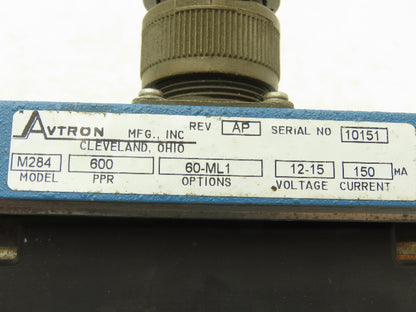 AVTRON MFG., INC REV AP SERIAL NO 10151
CLEVELAND, OHIO
M284 600 60-ML1 12-15 150 MA
MODEL PPR OPTIONS VOLTAGE CURRENT